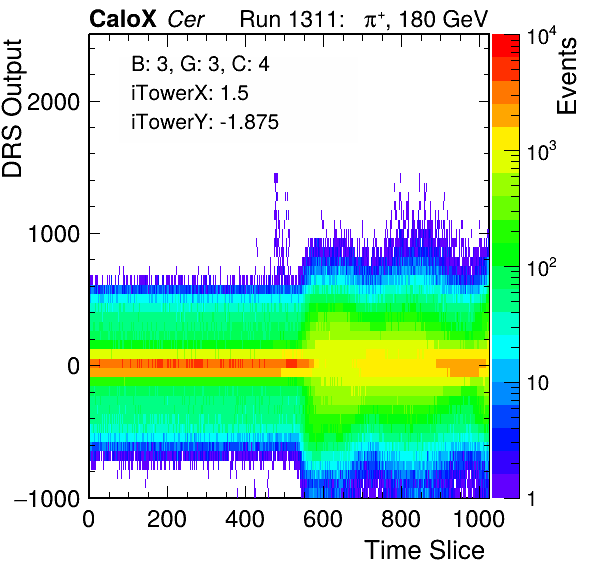 CaloX Cer Run 1311: π⁺, 180 GeV
B: 3, G: 3, C: 4
iTowerX: 1.5
iTowerY: -1.875
DRS Output
2000
1000
0
−1000
0 200 400 600 800 1000
Time Slice
Events
10⁴
10³
10²
10
1